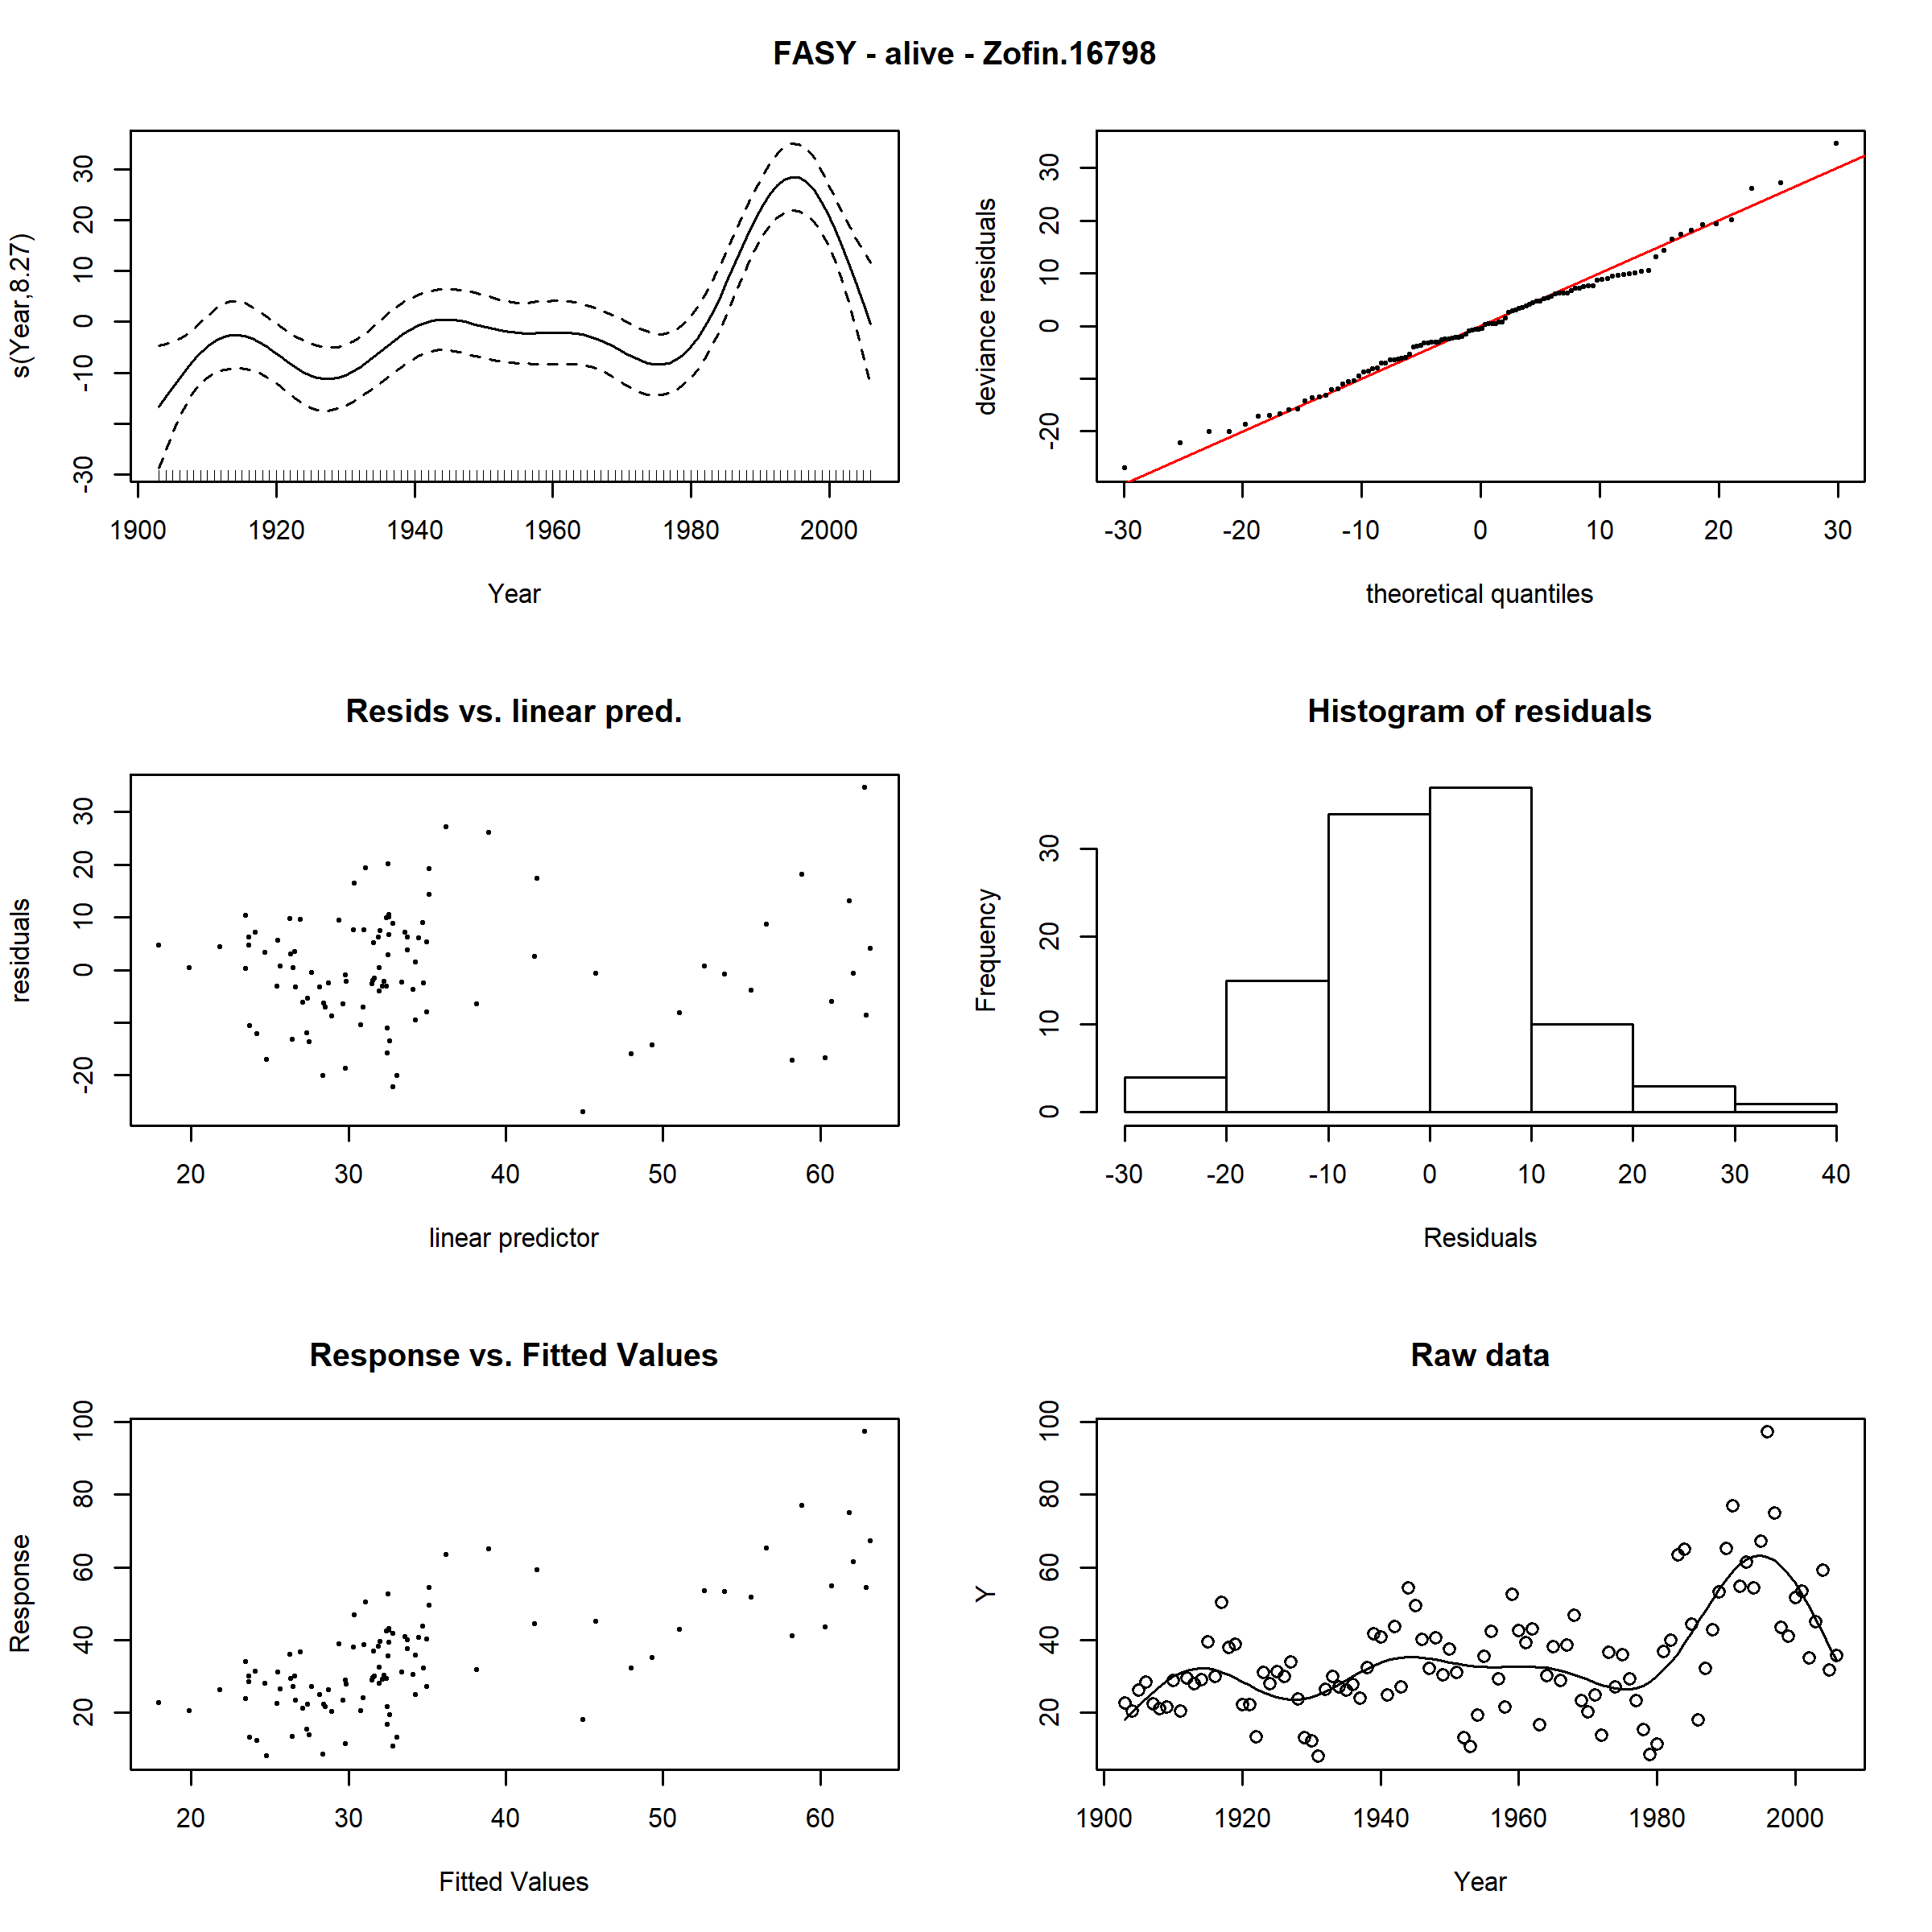 FASY - alive - Zofin.16798
s(Year,8.27)
-30 -10 0 10 20 30
1900 1920 1940 1960 1980 2000
Year
deviance residuals
-20 0 10 20 30
-30 -20 -10 0 10 20 30
theoretical quantiles
Resids vs. linear pred.
residuals
-20 0 10 20 30
20 30 40 50 60
linear predictor
Histogram of residuals
Frequency
0 10 20 30
-30 -20 -10 0 10 20 30 40
Residuals
Response vs. Fitted Values
Response
20 40 60 80 100
20 30 40 50 60
Fitted Values
Raw data
Y
20 40 60 80 100
1900 1920 1940 1960 1980 2000
Year